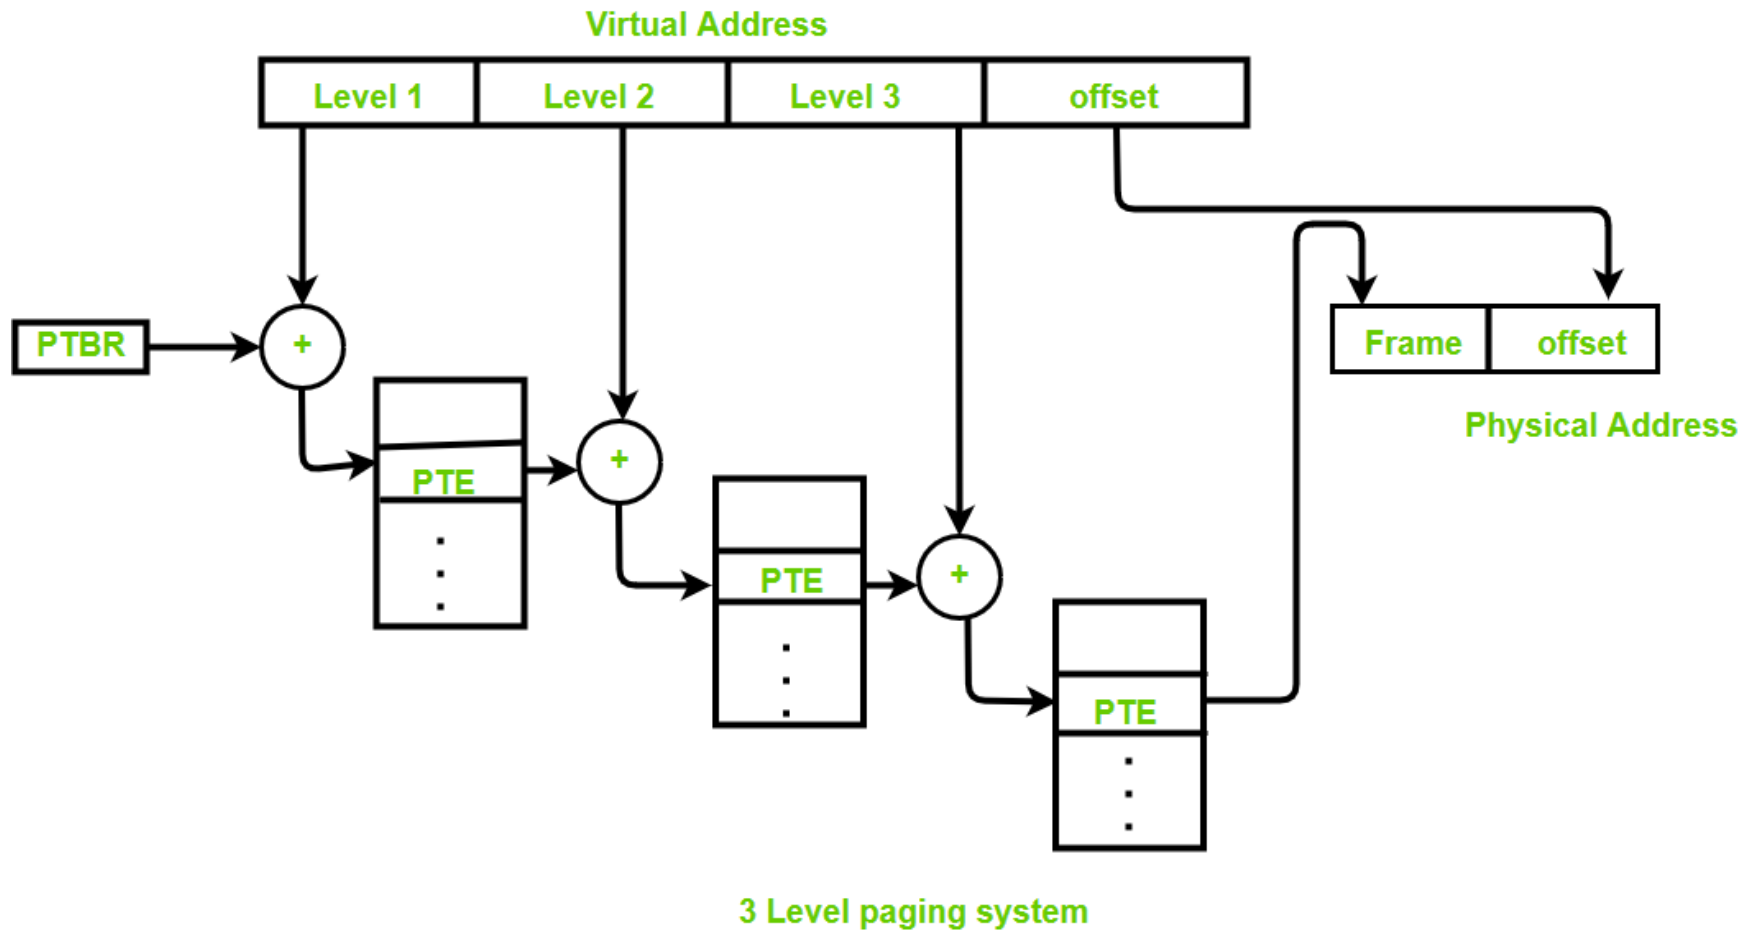 Virtual Address
Level 1 Level 2 Level 3 offset
PTBR + Frame offset
Physical Address
PTE +
PTE +
PTE
3 Level paging system